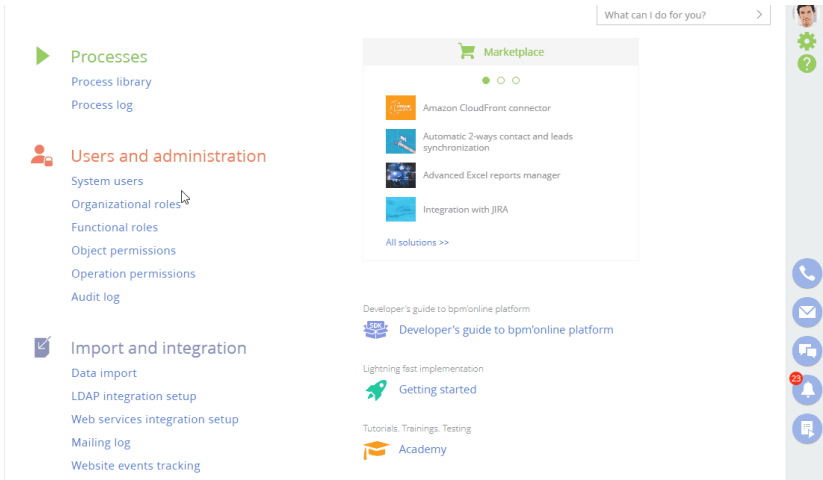 What can I do for you?
Processes
Process library
Process log
Users and administration
System users
Organizational roles
Functional roles
Object permissions
Operation permissions
Audit log
Import and integration
Data import
LDAP integration setup
Web services integration setup
Mailing log
Website events tracking
Marketplace
Amazon CloudFront connector
Automatic 2-ways contact and leads
synchronization
Advanced Excel reports manager
Integration with JIRA
All solutions >>
Developer's guide to bpm'online platform
SDK
Developer's guide to bpm'online platform
Lightning fast implementation
Getting started
Tutorials. Trainings. Testing
Academy
?
23